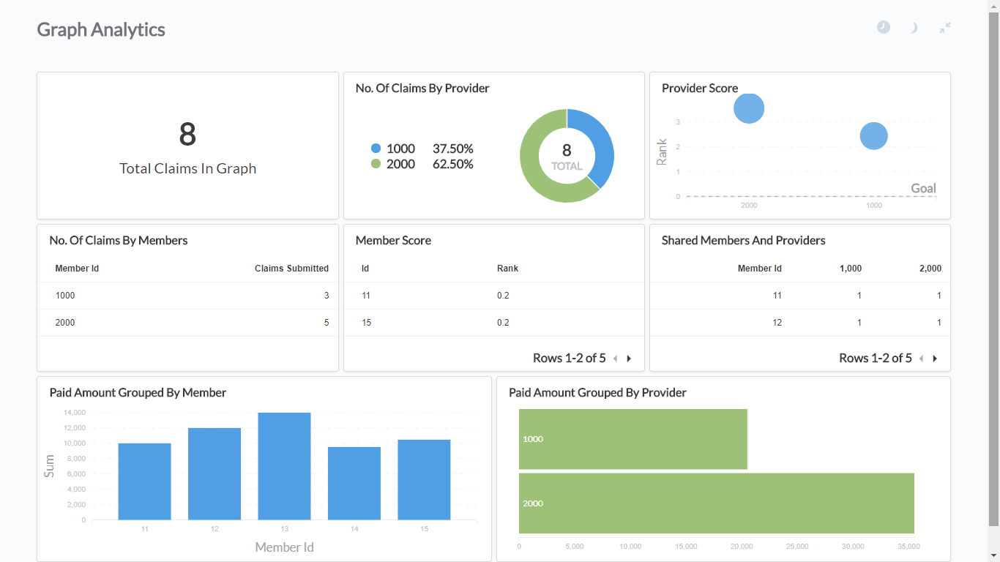 Graph Analytics
8
Total Claims In Graph
No. Of Claims By Provider
1000 37.50%
2000 62.50%
8
TOTAL
Provider Score
Rank
3
2
1
0
Goal
2000 1000
No. Of Claims By Members
Member Id Claims Submitted
1000 3
2000 5
Member Score
Id Rank
11 0.2
15 0.2
Rows 1-2 of 5
Shared Members And Providers
Member Id 1,000 2,000
11 1 1
12 1 1
Rows 1-2 of 5
Paid Amount Grouped By Member
Sum
14,000
12,000
10,000
8,000
6,000
4,000
2,000
0
11 12 13 14 15
Member Id
Paid Amount Grouped By Provider
1000
2000
0 5,000 10,000 15,000 20,000 25,000 30,000 35,000